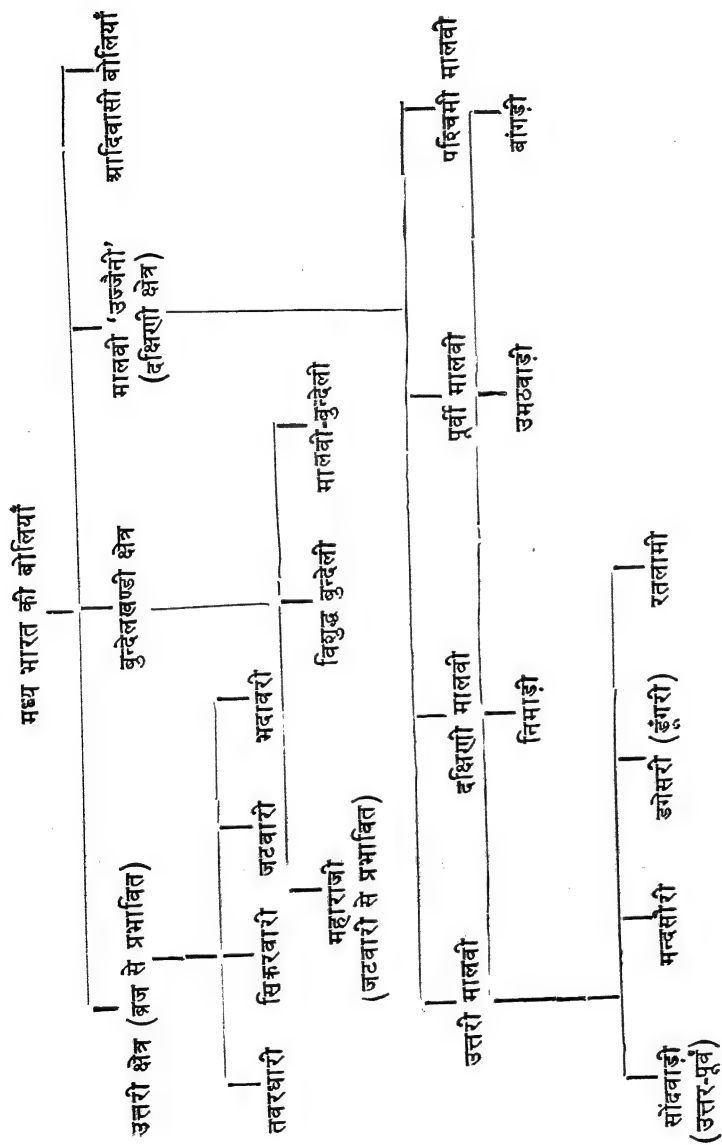 मध्य भारत की बोलियाँ
उत्तरी क्षेत्र (ब्रज से प्रभावित)
बुन्देलखण्डी क्षेत्र
मालवी 'उज्जैनी'
(दक्षिणी क्षेत्र)
आदिवासी बोलियाँ
तवरधारी
सिकरवारी
जटवारी
भदावरी
महाराजी
(जटवारी से प्रभावित)
विशुद्ध बुन्देली
मालवी-बुन्देली
उत्तरी मालवी
दक्षिणी मालवी
पूर्वी मालवी
पश्चिमी मालवी
निमाड़ी
उमठवाड़ी
बांगड़ी
सोंदवाड़ी
(उत्तर-पूर्व)
मन्दसौरी
डगेसरी (डूंगरी)
रतलामी